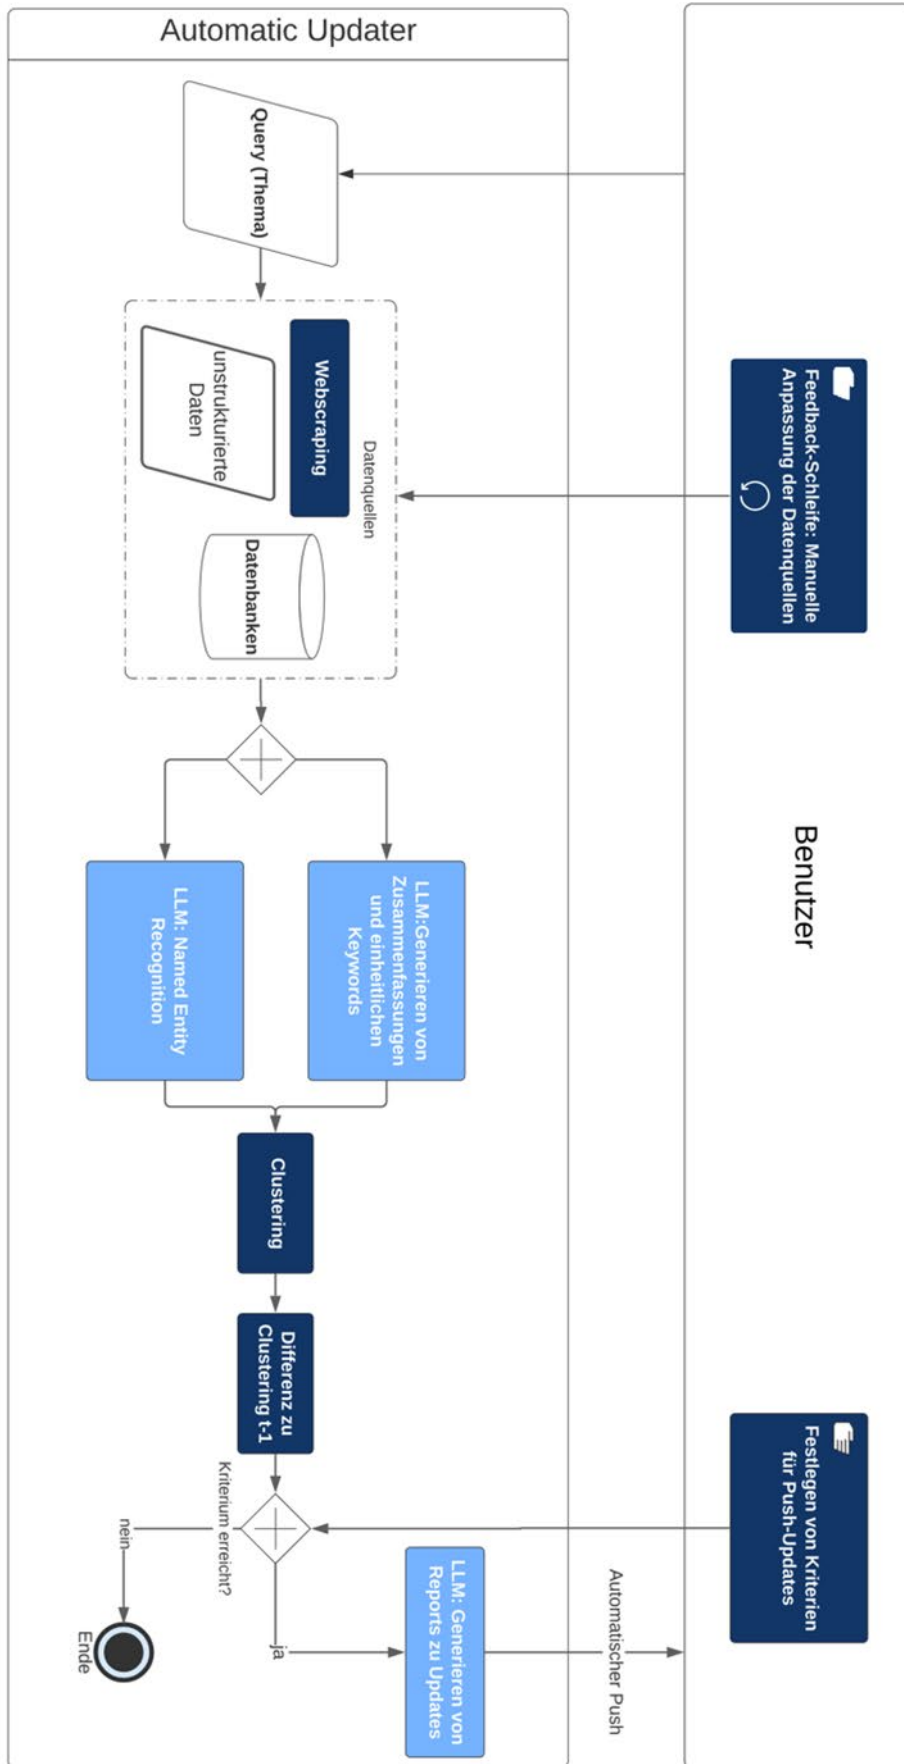 Automatic Updater
Query (Thema)
Datenquellen
Webscraping
unstrukturierte
Daten
Datenbanken
LLM:Generieren von
Zusammenfassungen
und einheitlichen
Keywords
LLM: Named Entity
Recognition
Clustering
Differenz zu
Clustering t-1
Kriterium erreicht?
nein
Ende
ja
LLM: Generieren von
Reports zu Updates
Automatischer Push
Benutzer
Feedback-Schleife: Manuelle
Anpassung der Datenquellen
Festlegen von Kriterien
für Push-Updates